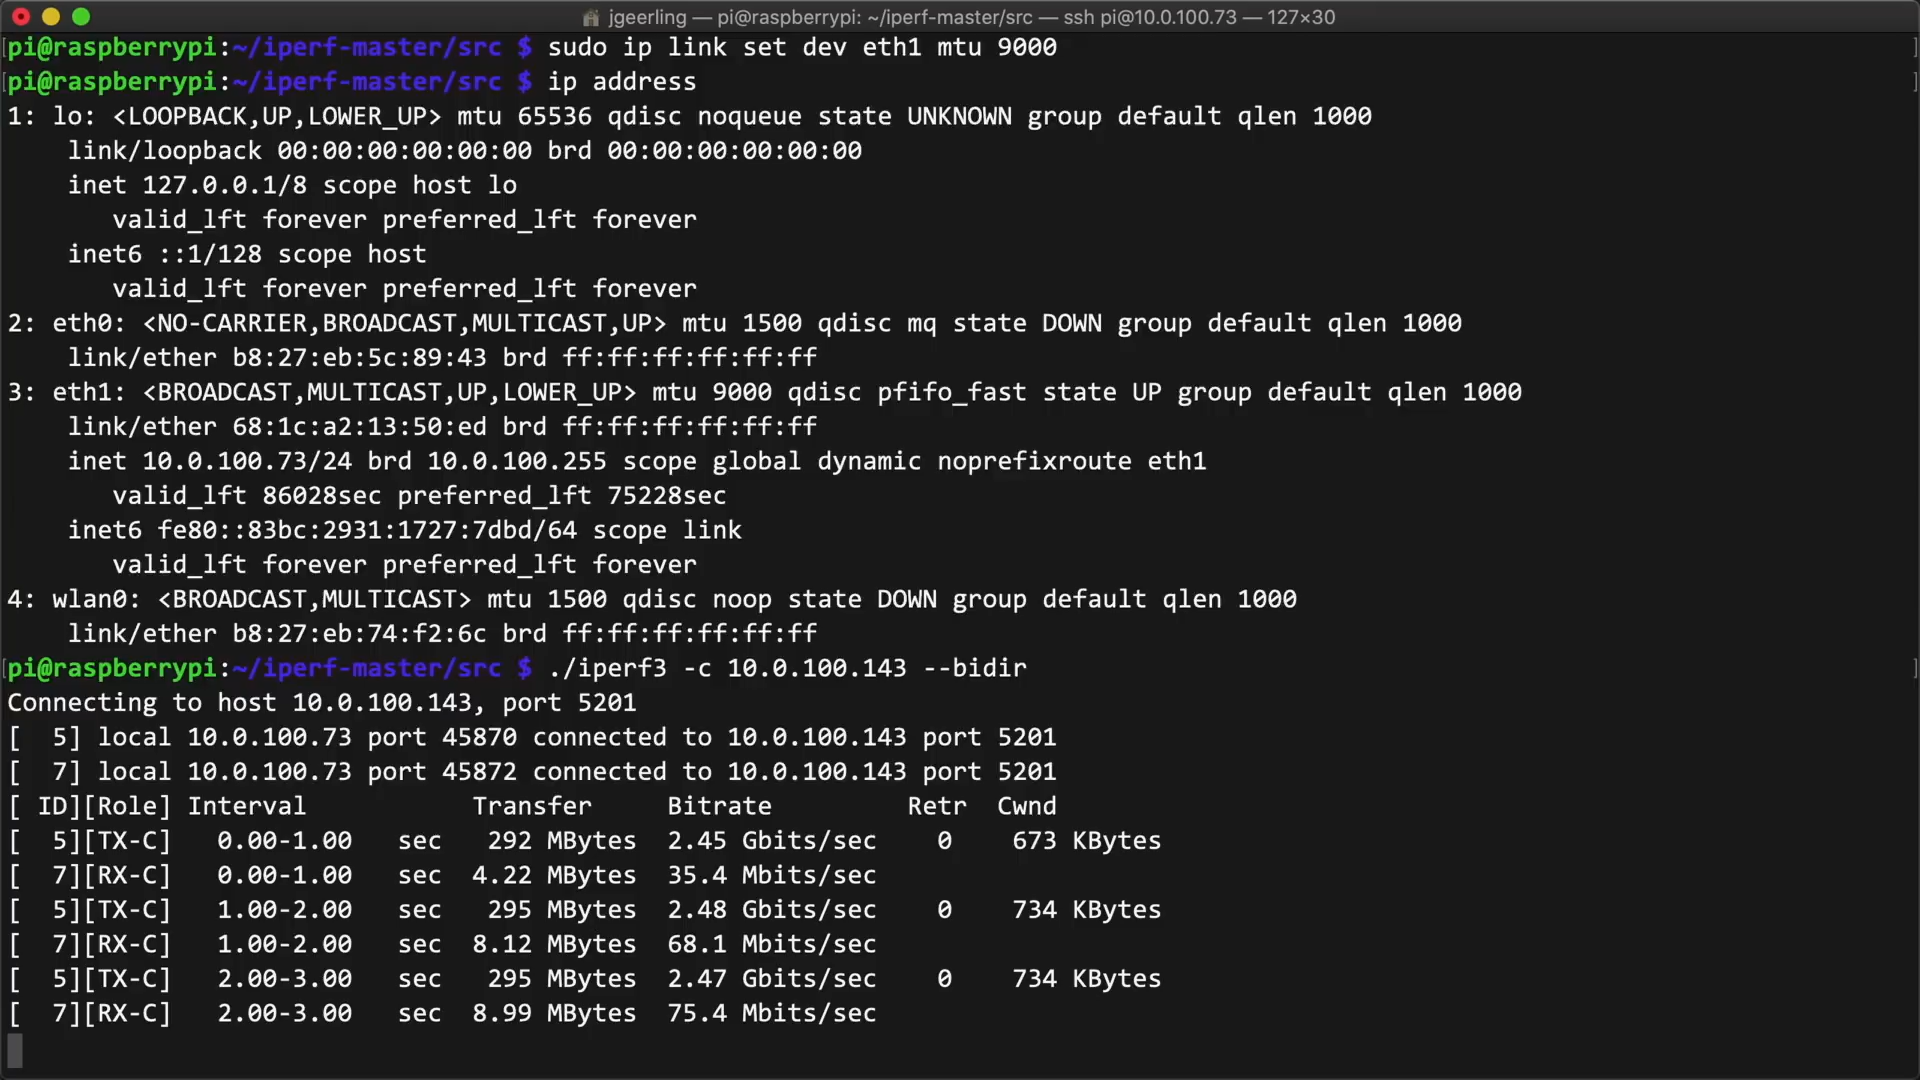 jgeerling — pi@raspberrypi: ~/iperf-master/src — ssh pi@10.0.100.73 — 127×30
[pi@raspberrypi:~/iperf-master/src $ sudo ip link set dev eth1 mtu 9000 ]
[pi@raspberrypi:~/iperf-master/src $ ip address ]
1: lo: <LOOPBACK,UP,LOWER_UP> mtu 65536 qdisc noqueue state UNKNOWN group default qlen 1000
    link/loopback 00:00:00:00:00:00 brd 00:00:00:00:00:00
    inet 127.0.0.1/8 scope host lo
       valid_lft forever preferred_lft forever
    inet6 ::1/128 scope host
       valid_lft forever preferred_lft forever
2: eth0: <NO-CARRIER,BROADCAST,MULTICAST,UP> mtu 1500 qdisc mq state DOWN group default qlen 1000
    link/ether b8:27:eb:5c:89:43 brd ff:ff:ff:ff:ff:ff
3: eth1: <BROADCAST,MULTICAST,UP,LOWER_UP> mtu 9000 qdisc pfifo_fast state UP group default qlen 1000
    link/ether 68:1c:a2:13:50:ed brd ff:ff:ff:ff:ff:ff
    inet 10.0.100.73/24 brd 10.0.100.255 scope global dynamic noprefixroute eth1
       valid_lft 86028sec preferred_lft 75228sec
    inet6 fe80::83bc:2931:1727:7dbd/64 scope link
       valid_lft forever preferred_lft forever
4: wlan0: <BROADCAST,MULTICAST> mtu 1500 qdisc noop state DOWN group default qlen 1000
    link/ether b8:27:eb:74:f2:6c brd ff:ff:ff:ff:ff:ff
[pi@raspberrypi:~/iperf-master/src $ ./iperf3 -c 10.0.100.143 --bidir ]
Connecting to host 10.0.100.143, port 5201
[  5] local 10.0.100.73 port 45870 connected to 10.0.100.143 port 5201
[  7] local 10.0.100.73 port 45872 connected to 10.0.100.143 port 5201
[ ID][Role] Interval           Transfer     Bitrate         Retr  Cwnd
[  5][TX-C]   0.00-1.00   sec   292 MBytes  2.45 Gbits/sec    0    673 KBytes
[  7][RX-C]   0.00-1.00   sec  4.22 MBytes  35.4 Mbits/sec
[  5][TX-C]   1.00-2.00   sec   295 MBytes  2.48 Gbits/sec    0    734 KBytes
[  7][RX-C]   1.00-2.00   sec  8.12 MBytes  68.1 Mbits/sec
[  5][TX-C]   2.00-3.00   sec   295 MBytes  2.47 Gbits/sec    0    734 KBytes
[  7][RX-C]   2.00-3.00   sec  8.99 MBytes  75.4 Mbits/sec